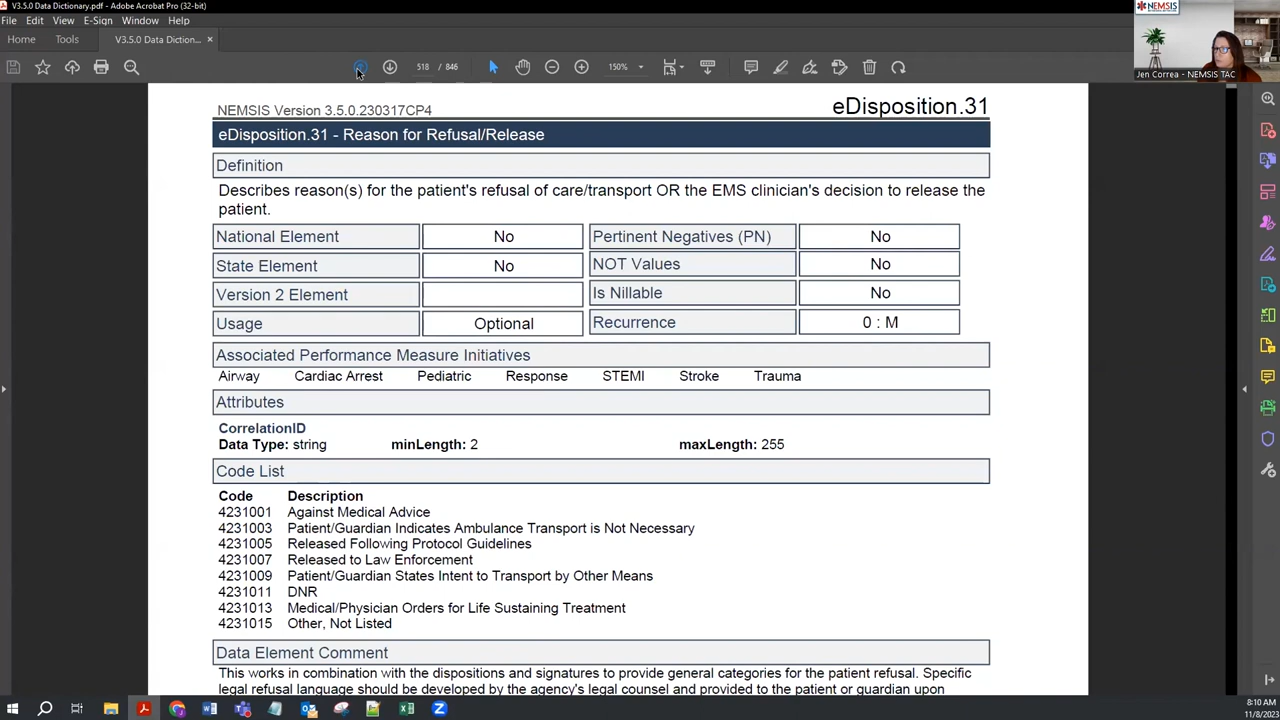 V3.5.0 Data Dictionary.pdf - Adobe Acrobat Pro (32-bit)
File Edit View E-Sign Window Help
Home Tools V3.5.0 Data Diction... ×
518 / 846 150%
NEMSIS
Jen Correa - NEMSIS TAC
NEMSIS Version 3.5.0.230317CP4 eDisposition.31
eDisposition.31 - Reason for Refusal/Release
Definition
Describes reason(s) for the patient's refusal of care/transport OR the EMS clinician's decision to release the
patient.
National Element No Pertinent Negatives (PN) No
State Element No NOT Values No
Version 2 Element Is Nillable No
Usage Optional Recurrence 0 : M
Associated Performance Measure Initiatives
Airway Cardiac Arrest Pediatric Response STEMI Stroke Trauma
Attributes
CorrelationID
Data Type: string minLength: 2 maxLength: 255
Code List
Code Description
4231001 Against Medical Advice
4231003 Patient/Guardian Indicates Ambulance Transport is Not Necessary
4231005 Released Following Protocol Guidelines
4231007 Released to Law Enforcement
4231009 Patient/Guardian States Intent to Transport by Other Means
4231011 DNR
4231013 Medical/Physician Orders for Life Sustaining Treatment
4231015 Other, Not Listed
Data Element Comment
This works in combination with the dispositions and signatures to provide general categories for the patient refusal. Specific
legal refusal language should be developed by the agency's legal counsel and provided to the patient or guardian upon
8:10 AM
11/8/2023